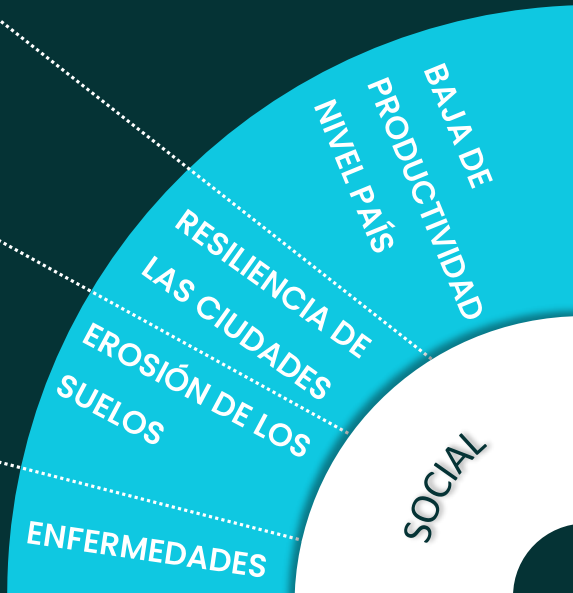 BAJA DE
PRODUCTIVIDAD
NIVEL PAÍS
RESILIENCIA DE
LAS CIUDADES
EROSIÓN DE LOS
SUELOS
ENFERMEDADES
SOCIAL